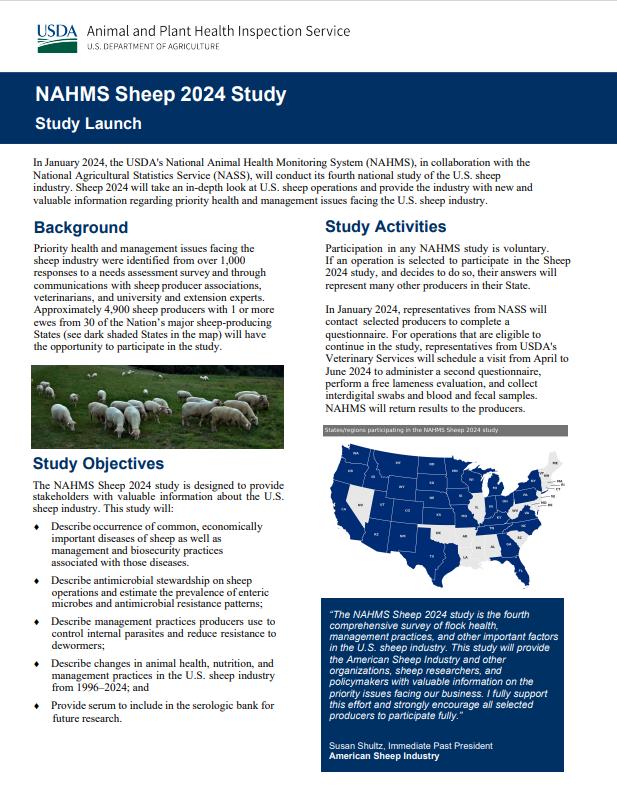 USDA
Animal and Plant Health Inspection Service
U.S. DEPARTMENT OF AGRICULTURE
NAHMS Sheep 2024 Study
Study Launch
In January 2024, the USDA's National Animal Health Monitoring System (NAHMS), in collaboration with the
National Agricultural Statistics Service (NASS), will conduct its fourth national study of the U.S. sheep
industry. Sheep 2024 will take an in-depth look at U.S. sheep operations and provide the industry with new and
valuable information regarding priority health and management issues facing the U.S. sheep industry.
Background
Priority health and management issues facing the
sheep industry were identified from over 1,000
responses to a needs assessment survey and through
communications with sheep producer associations,
veterinarians, and university and extension experts.
Approximately 4,900 sheep producers with 1 or more
ewes from 30 of the Nation's major sheep-producing
States (see dark shaded States in the map) will have
the opportunity to participate in the study.
Study Objectives
The NAHMS Sheep 2024 study is designed to provide
stakeholders with valuable information about the U.S.
sheep industry. This study will:
♦ Describe occurrence of common, economically
important diseases of sheep as well as
management and biosecurity practices
associated with those diseases.
♦ Describe antimicrobial stewardship on sheep
operations and estimate the prevalence of enteric
microbes and antimicrobial resistance patterns;
♦ Describe management practices producers use to
control internal parasites and reduce resistance to
dewormers;
♦ Describe changes in animal health, nutrition, and
management practices in the U.S. sheep industry
from 1996–2024; and
♦ Provide serum to include in the serologic bank for
future research.
Study Activities
Participation in any NAHMS study is voluntary.
If an operation is selected to participate in the Sheep
2024 study, and decides to do so, their answers will
represent many other producers in their State.
In January 2024, representatives from NASS will
contact selected producers to complete a
questionnaire. For operations that are eligible to
continue in the study, representatives from USDA's
Veterinary Services will schedule a visit from April to
June 2024 to administer a second questionnaire,
perform a free lameness evaluation, and collect
interdigital swabs and blood and fecal samples.
NAHMS will return results to the producers.
States/regions participating in the NAHMS Sheep 2024 study
"The NAHMS Sheep 2024 study is the fourth
comprehensive survey of flock health,
management practices, and other important factors
in the U.S. sheep industry. This study will provide
the American Sheep Industry and other
organizations, sheep researchers, and
policymakers with valuable information on the
priority issues facing our business. I fully support
this effort and strongly encourage all selected
producers to participate fully."
Susan Shultz, Immediate Past President
American Sheep Industry